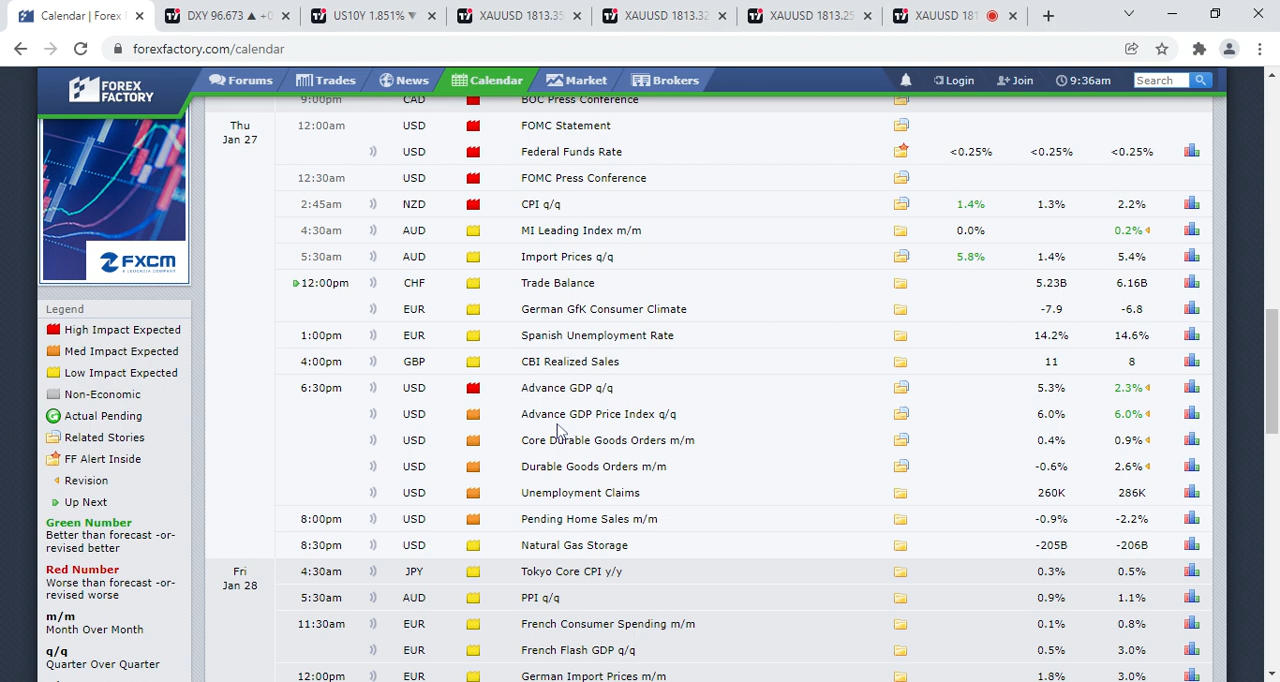 Calendar | Forex F
DXY 96.673 ▲ +0
US10Y 1.851% ▼
XAUUSD 1813.35
XAUUSD 1813.32
XAUUSD 1813.25
XAUUSD 181
forexfactory.com/calendar
FOREX FACTORY
Forums
Trades
News
Calendar
Market
Brokers
Login
Join
9:36am
Search
9:00pm CAD BOC Press Conference
Thu Jan 27 12:00am USD FOMC Statement
USD Federal Funds Rate <0.25% <0.25% <0.25%
12:30am USD FOMC Press Conference
2:45am NZD CPI q/q 1.4% 1.3% 2.2%
4:30am AUD MI Leading Index m/m 0.0% 0.2%
5:30am AUD Import Prices q/q 5.8% 1.4% 5.4%
12:00pm CHF Trade Balance 5.23B 6.16B
EUR German GfK Consumer Climate -7.9 -6.8
1:00pm EUR Spanish Unemployment Rate 14.2% 14.6%
4:00pm GBP CBI Realized Sales 11 8
6:30pm USD Advance GDP q/q 5.3% 2.3%
USD Advance GDP Price Index q/q 6.0% 6.0%
USD Core Durable Goods Orders m/m 0.4% 0.9%
USD Durable Goods Orders m/m -0.6% 2.6%
USD Unemployment Claims 260K 286K
8:00pm USD Pending Home Sales m/m -0.9% -2.2%
8:30pm USD Natural Gas Storage -205B -206B
Fri Jan 28 4:30am JPY Tokyo Core CPI y/y 0.3% 0.5%
5:30am AUD PPI q/q 0.9% 1.1%
11:30am EUR French Consumer Spending m/m 0.1% 0.8%
EUR French Flash GDP q/q 0.5% 3.0%
12:00pm EUR German Import Prices m/m 1.8% 3.0%
FXCM
Legend
High Impact Expected
Med Impact Expected
Low Impact Expected
Non-Economic
Actual Pending
Related Stories
FF Alert Inside
Revision
Up Next
Green Number
Better than forecast -or-
revised better
Red Number
Worse than forecast -or-
revised worse
m/m
Month Over Month
q/q
Quarter Over Quarter